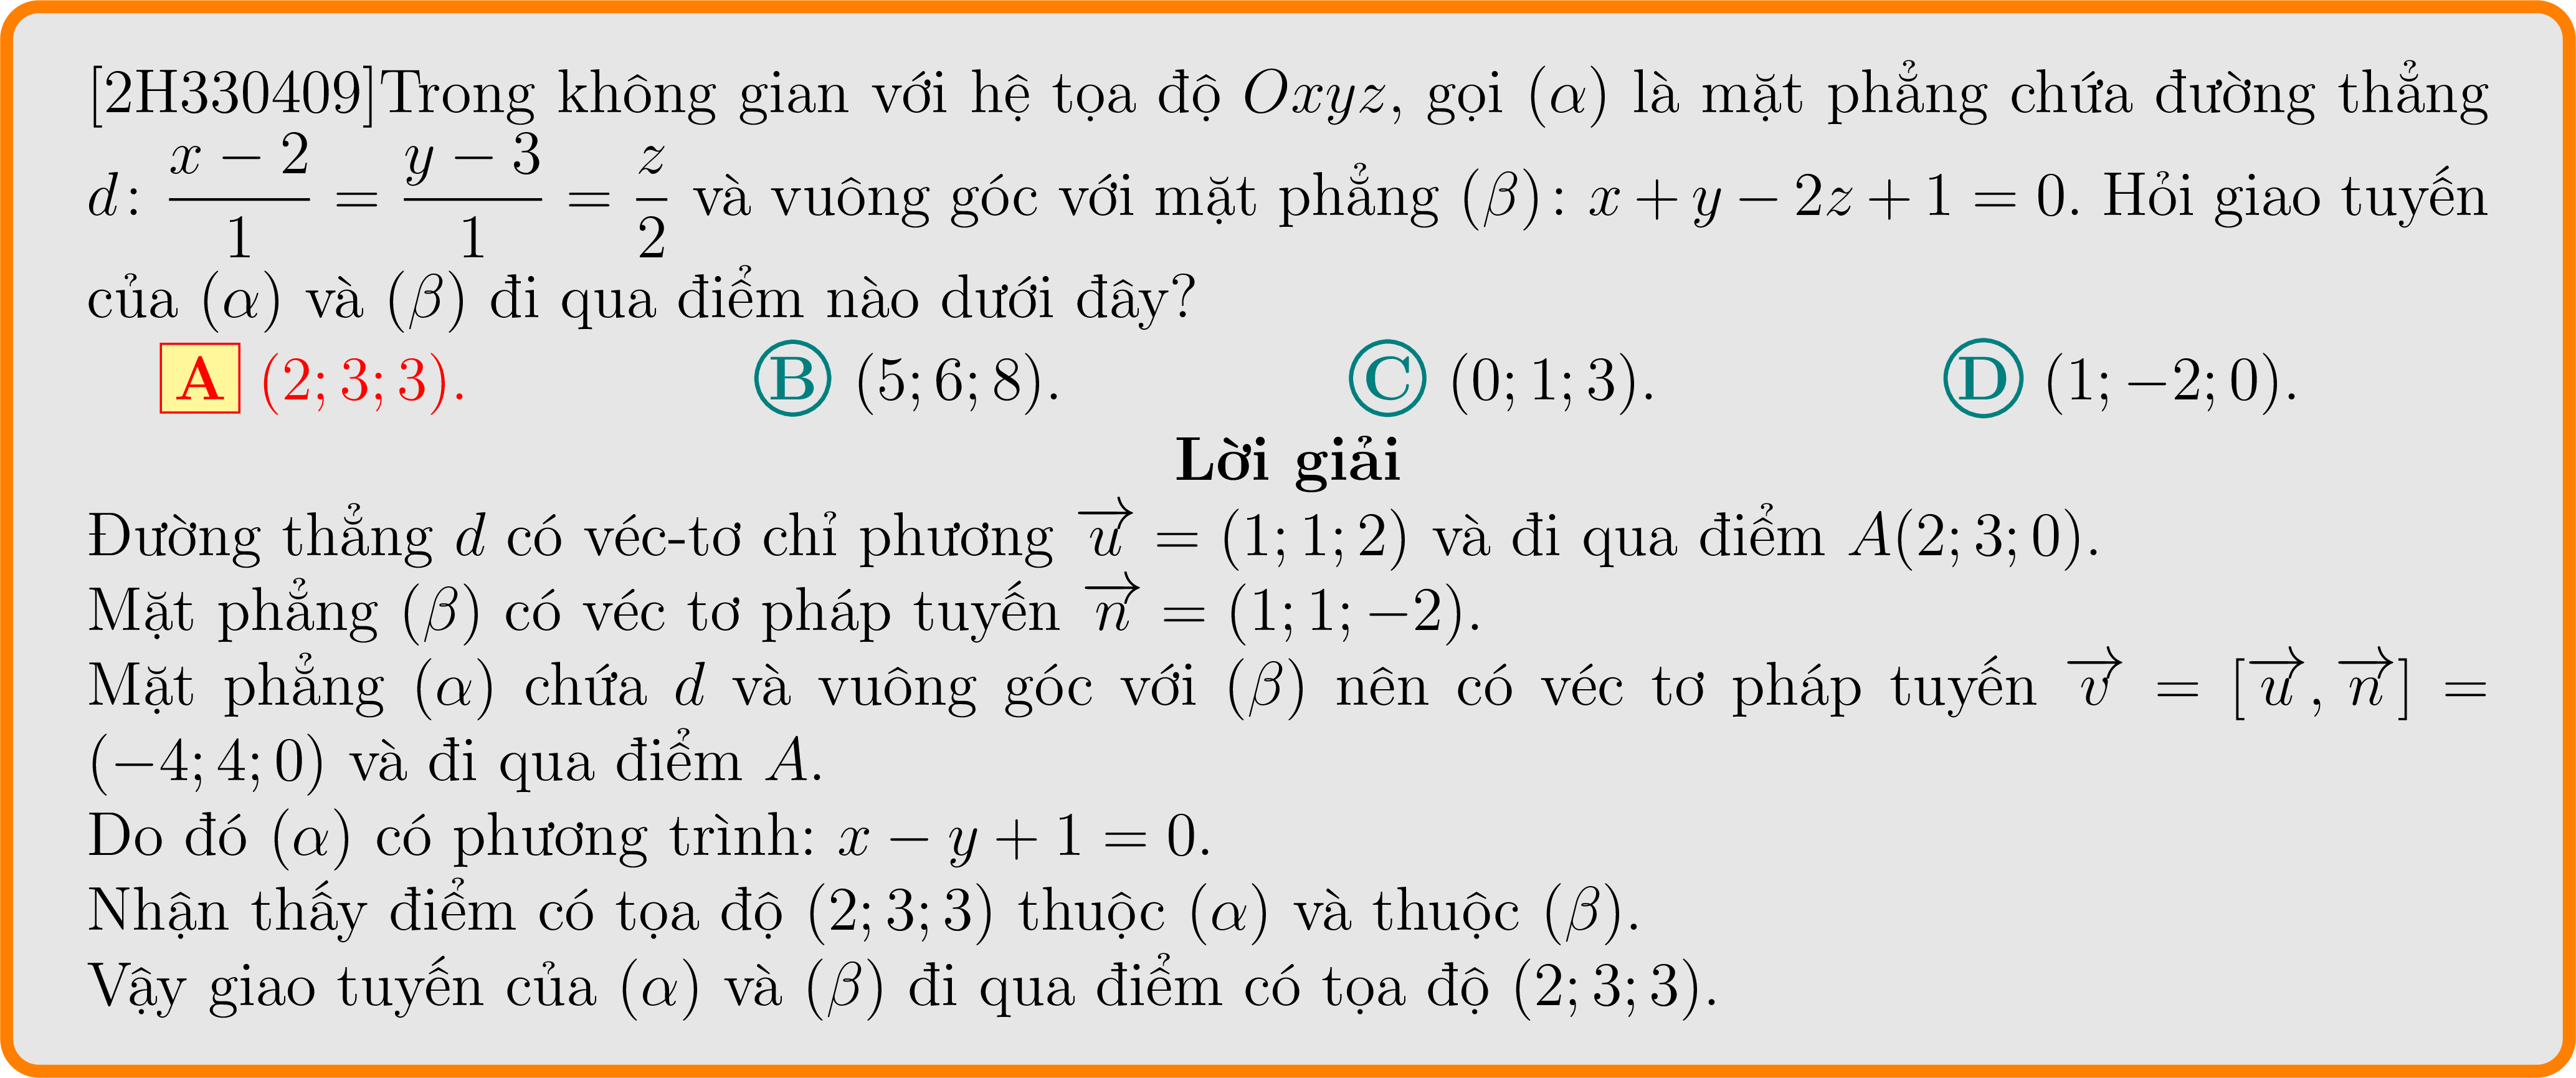 [2H330409]Trong không gian với hệ tọa độ $Oxyz$, gọi $(\alpha)$ là mặt phẳng chứa đường thẳng
$d\colon \dfrac{x-2}{1} = \dfrac{y-3}{1} = \dfrac{z}{2}$ và vuông góc với mặt phẳng $(\beta)\colon x+y-2z+1=0$. Hỏi giao tuyến
của $(\alpha)$ và $(\beta)$ đi qua điểm nào dưới đây?
A $(2;3;3)$. B $(5;6;8)$. C $(0;1;3)$. D $(1;-2;0)$.
Lời giải
Đường thẳng $d$ có véc-tơ chỉ phương $\overrightarrow{u} = (1;1;2)$ và đi qua điểm $A(2;3;0)$.
Mặt phẳng $(\beta)$ có véc tơ pháp tuyến $\overrightarrow{n} = (1;1;-2)$.
Mặt phẳng $(\alpha)$ chứa $d$ và vuông góc với $(\beta)$ nên có véc tơ pháp tuyến $\overrightarrow{v} = [\overrightarrow{u}, \overrightarrow{n}] =$
$(-4;4;0)$ và đi qua điểm $A$.
Do đó $(\alpha)$ có phương trình: $x-y+1=0$.
Nhận thấy điểm có tọa độ $(2;3;3)$ thuộc $(\alpha)$ và thuộc $(\beta)$.
Vậy giao tuyến của $(\alpha)$ và $(\beta)$ đi qua điểm có tọa độ $(2;3;3)$.